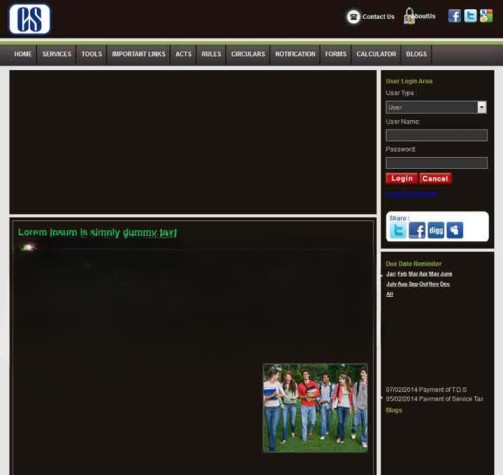 CS
Contact Us AboutUs
HOME SERVICES TOOLS IMPORTANT LINKS ACTS RULES CIRCULARS NOTIFICATION FORMS CALCULATOR BLOGS
User Login Area
User Type :
User
User Name:
Password:
Login Cancel
Share :
digg
Lorem Ipsum is simply dummy text
Due Date Reminder
Jan Feb Mar Apr May June
July Aug Sep Oct Nov Dec
All
07/02/2014 Payment of T.D.S
05/02/2014 Payment of Service Tax
Blogs